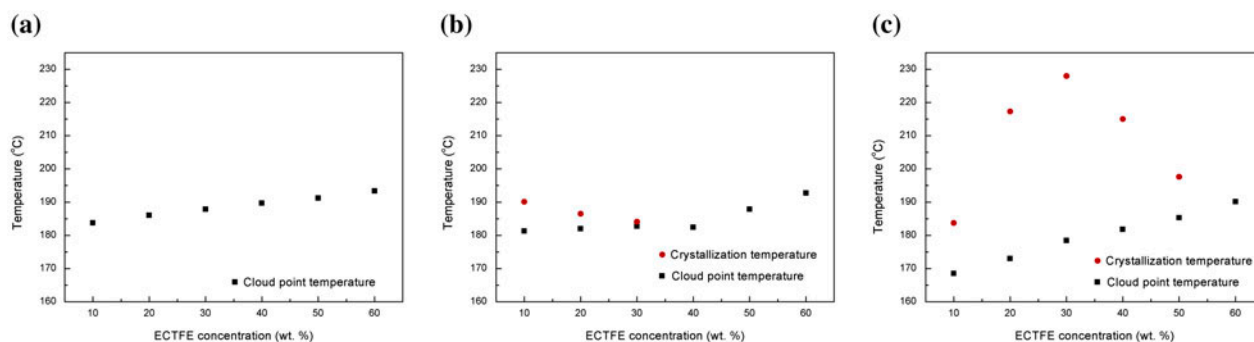 (a)
230
220
210
200
190
180
170
160
Temperature (°C)
Cloud point temperature
10 20 30 40 50 60
ECTFE concentration (wt. %)
(b)
230
220
210
200
190
180
170
160
Temperature (°C)
Crystallization temperature
Cloud point temperature
10 20 30 40 50 60
ECTFE concentration (wt. %)
(c)
230
220
210
200
190
180
170
160
Temperature (°C)
Crystallization temperature
Cloud point temperature
10 20 30 40 50 60
ECTFE concentration (wt. %)